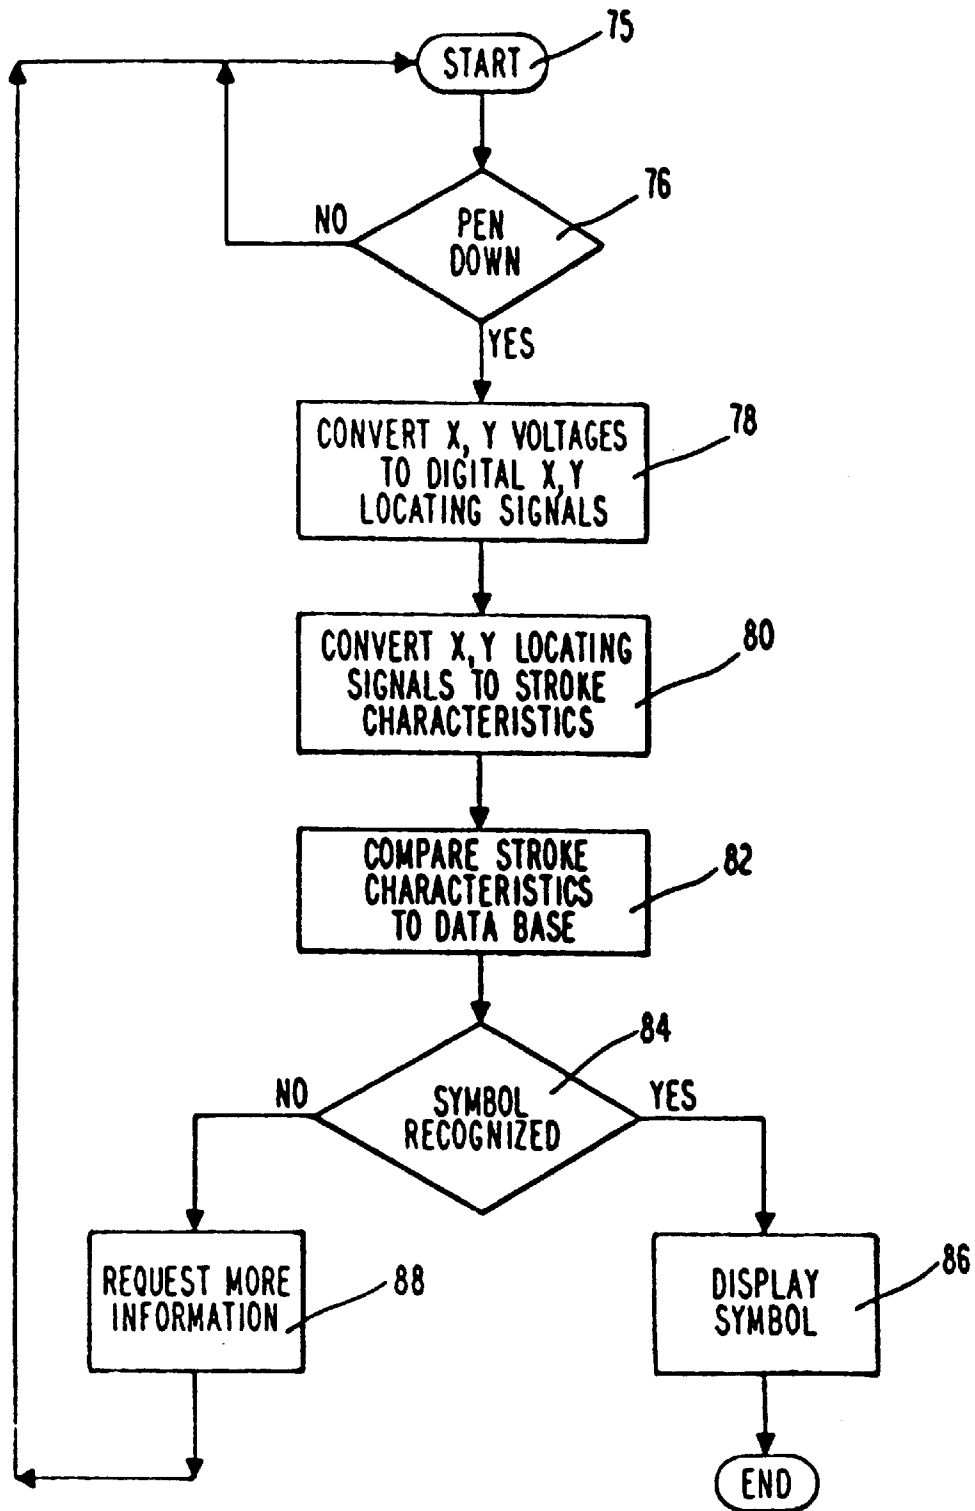 75
START
76
NO
PEN
DOWN
YES
CONVERT X, Y VOLTAGES
TO DIGITAL X,Y
LOCATING SIGNALS
78
CONVERT X,Y LOCATING
SIGNALS TO STROKE
CHARACTERISTICS
80
COMPARE STROKE
CHARACTERISTICS
TO DATA BASE
82
84
NO
SYMBOL
RECOGNIZED
YES
REQUEST MORE
INFORMATION
88
DISPLAY
SYMBOL
86
END